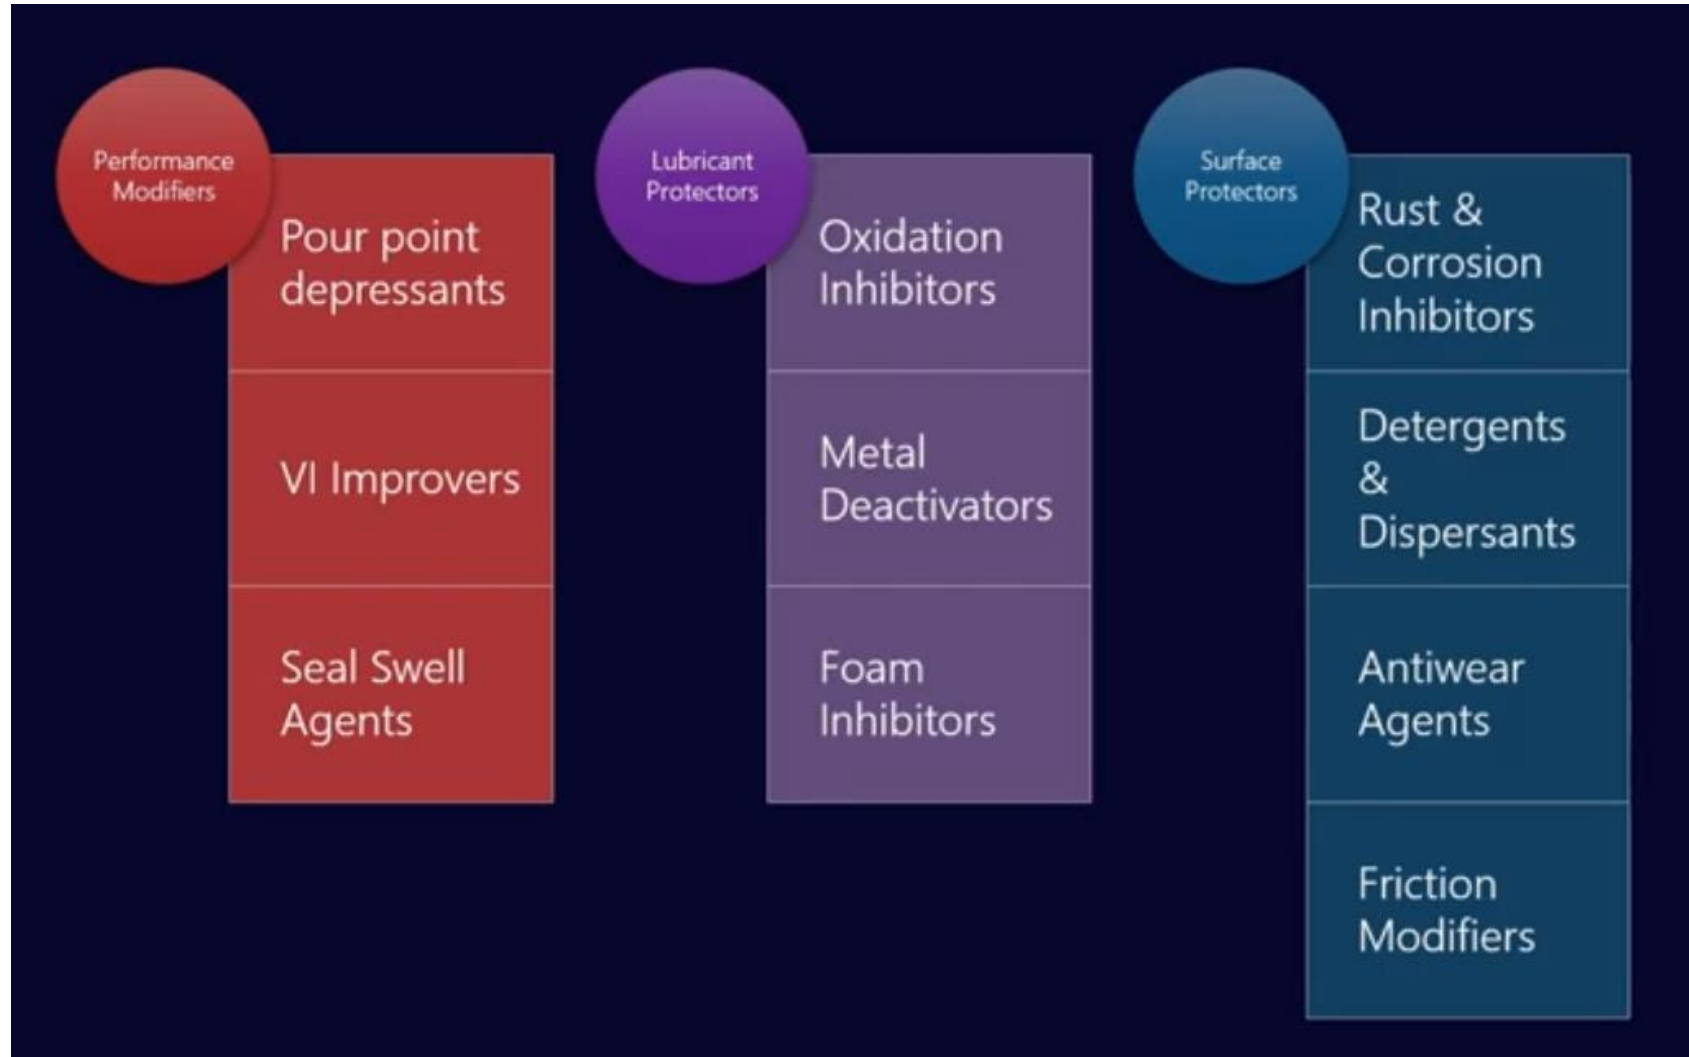 Performance
Modifiers
Pour point
depressants
VI Improvers
Seal Swell
Agents
Lubricant
Protectors
Oxidation
Inhibitors
Metal
Deactivators
Foam
Inhibitors
Surface
Protectors
Rust &
Corrosion
Inhibitors
Detergents
&
Dispersants
Antiwear
Agents
Friction
Modifiers